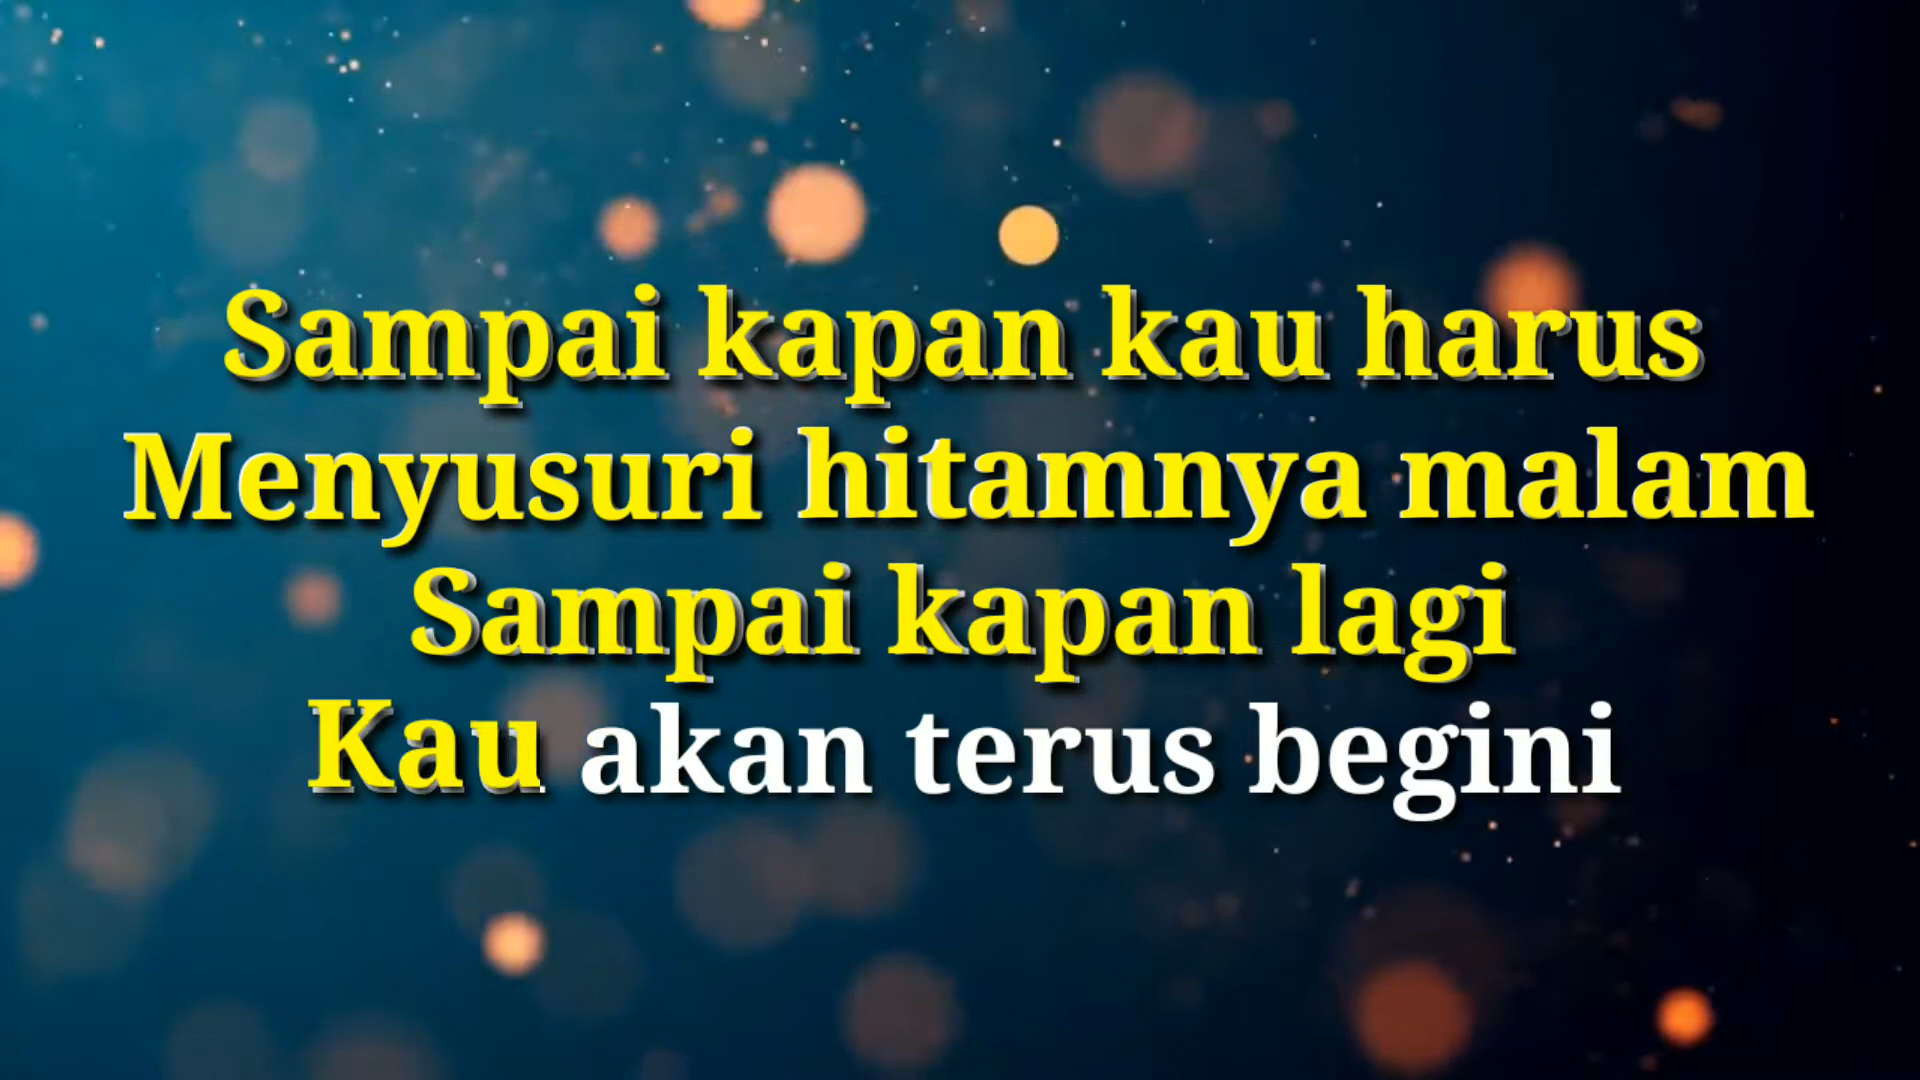 Sampai kapan kau harus
Menyusuri hitamnya malam
Sampai kapan lagi
Kau akan terus begini